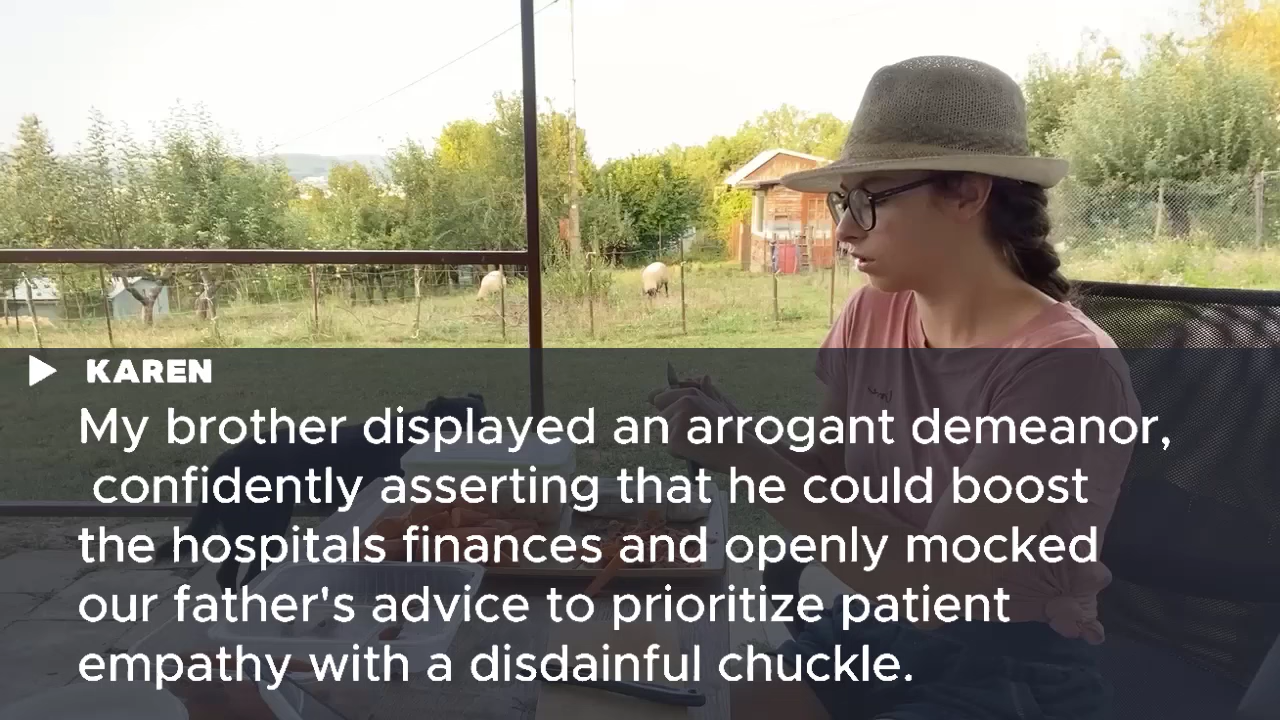 KAREN
My brother displayed an arrogant demeanor,
confidently asserting that he could boost
the hospitals finances and openly mocked
our father's advice to prioritize patient
empathy with a disdainful chuckle.